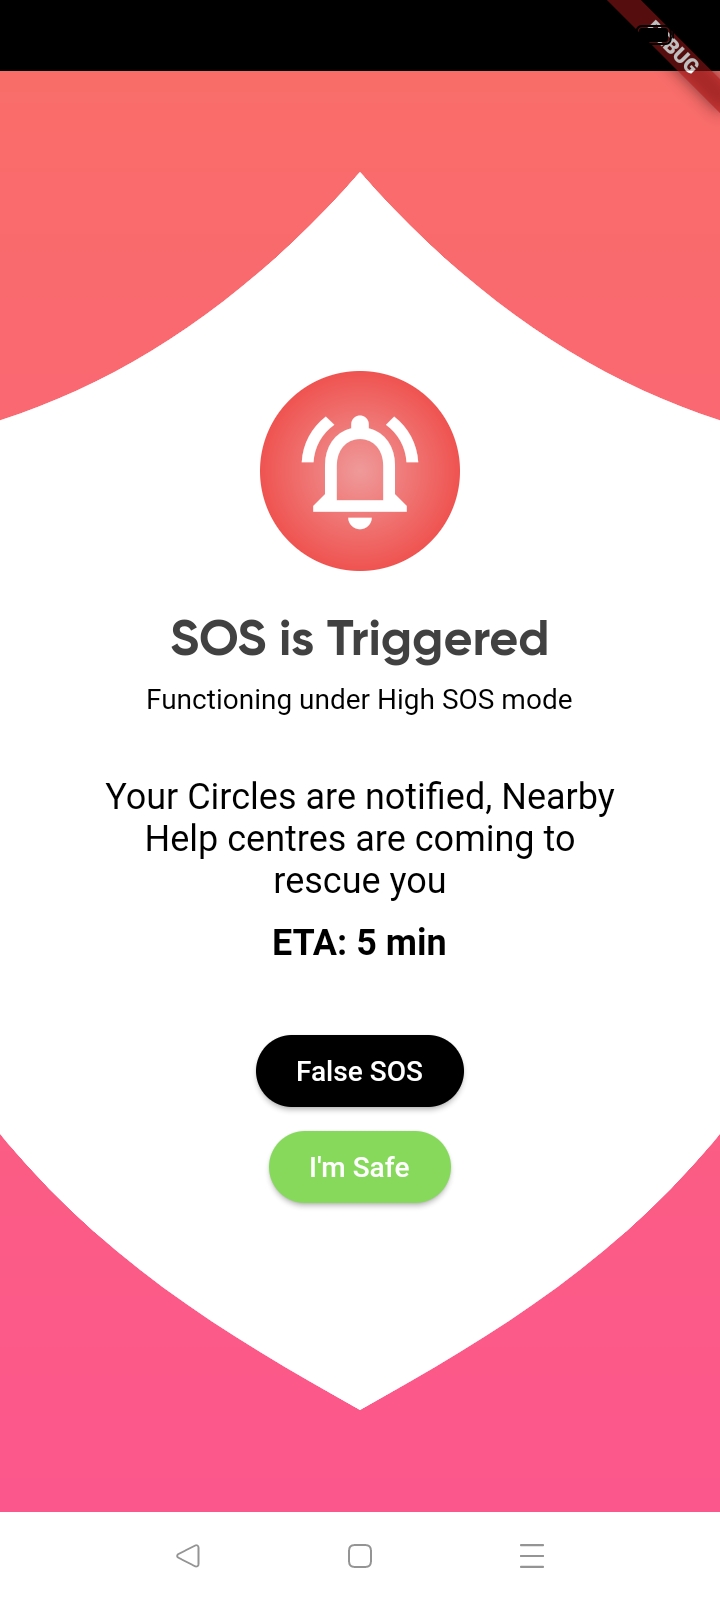 DEBUG
SOS is Triggered
Functioning under High SOS mode
Your Circles are notified, Nearby
Help centres are coming to
rescue you
ETA: 5 min
False SOS
I'm Safe